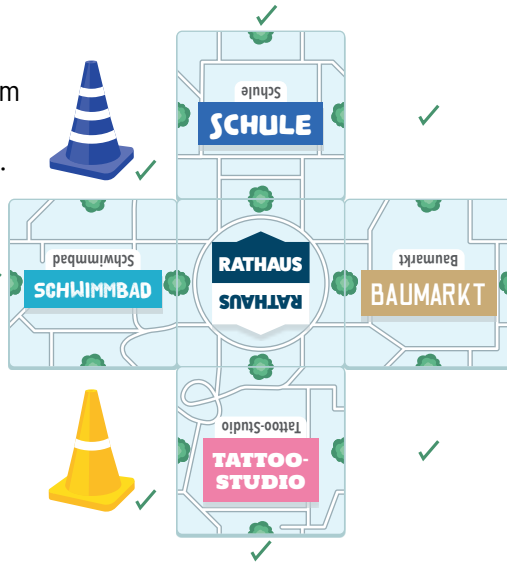 m
.
Schule
SCHULE
Schwimmbad
SCHWIMMBAD
RATHAUS
RATHAUS
Baumarkt
BAUMARKT
Tattoo-Studio
TATTOO-
STUDIO